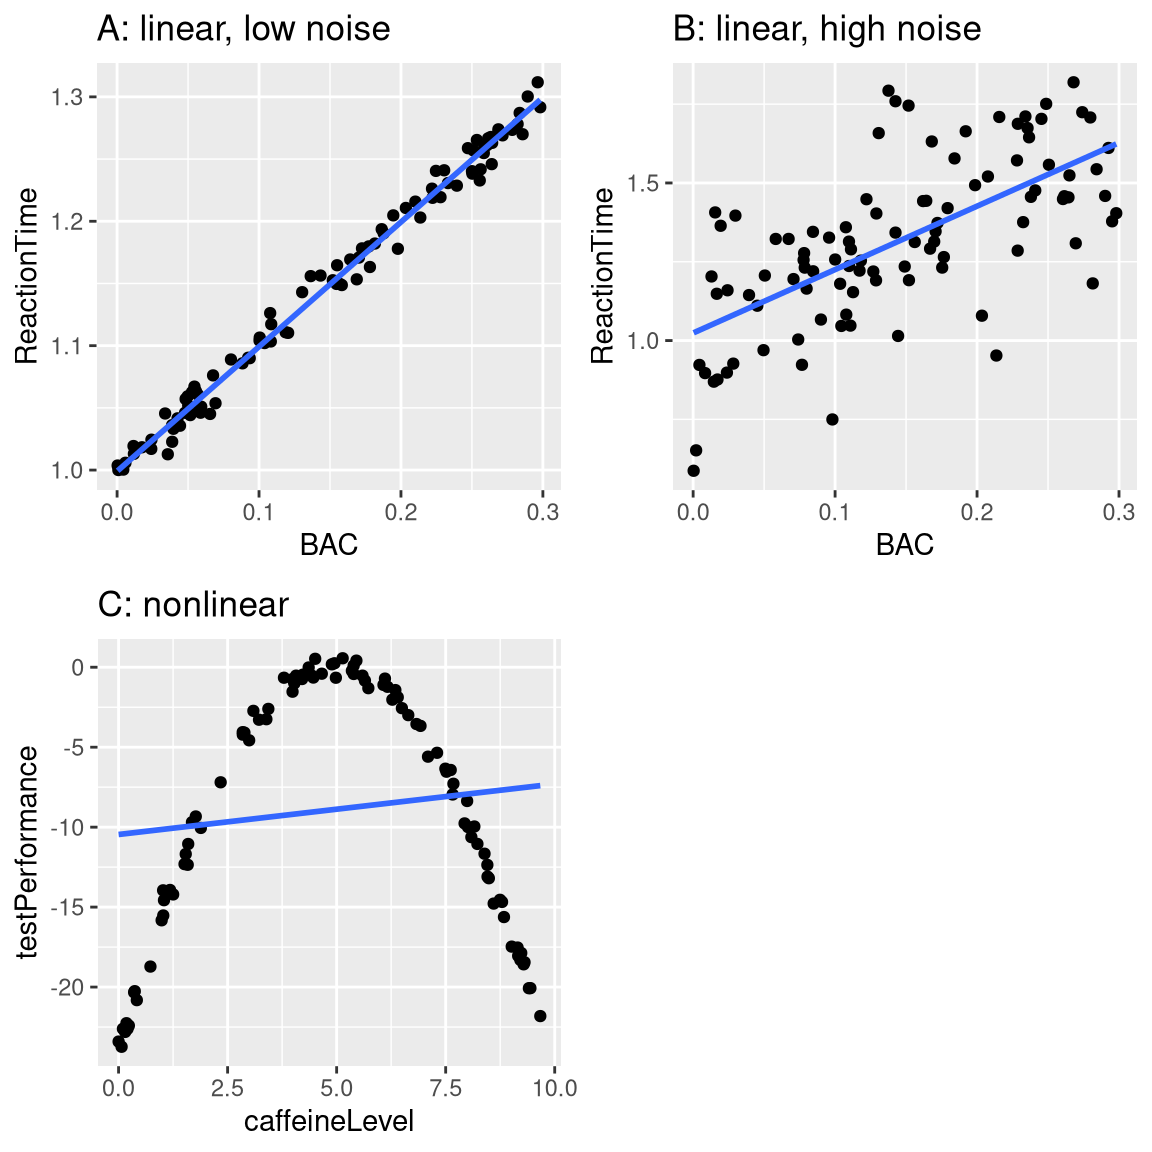 A: linear, low noise
ReactionTime
1.3
1.2
1.1
1.0
0.0 0.1 0.2 0.3
BAC
B: linear, high noise
ReactionTime
1.5
1.0
0.0 0.1 0.2 0.3
BAC
C: nonlinear
testPerformance
0
-5
-10
-15
-20
0.0 2.5 5.0 7.5 10.0
caffeineLevel